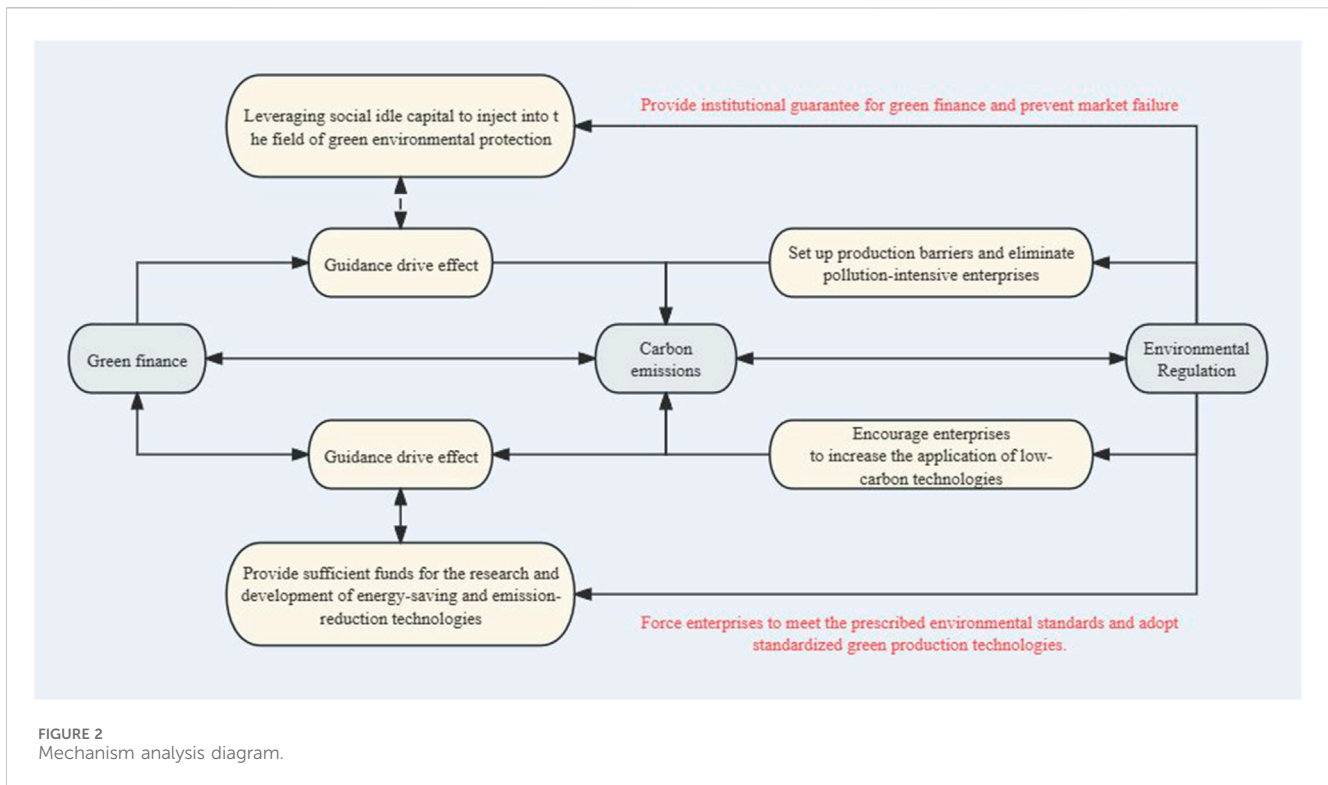 Leveraging social idle capital to inject into t
he field of green environmental protection
Provide institutional guarantee for green finance and prevent market failure
Guidance drive effect
Set up production barriers and eliminate
pollution-intensive enterprises
Green finance
Carbon
emissions
Environmental
Regulation
Guidance drive effect
Encourage enterprises
to increase the application of low-
carbon technologies
Provide sufficient funds for the research and
development of energy-saving and emission-
reduction technologies
Force enterprises to meet the prescribed environmental standards and adopt
standardized green production technologies.
FIGURE 2
Mechanism analysis diagram.